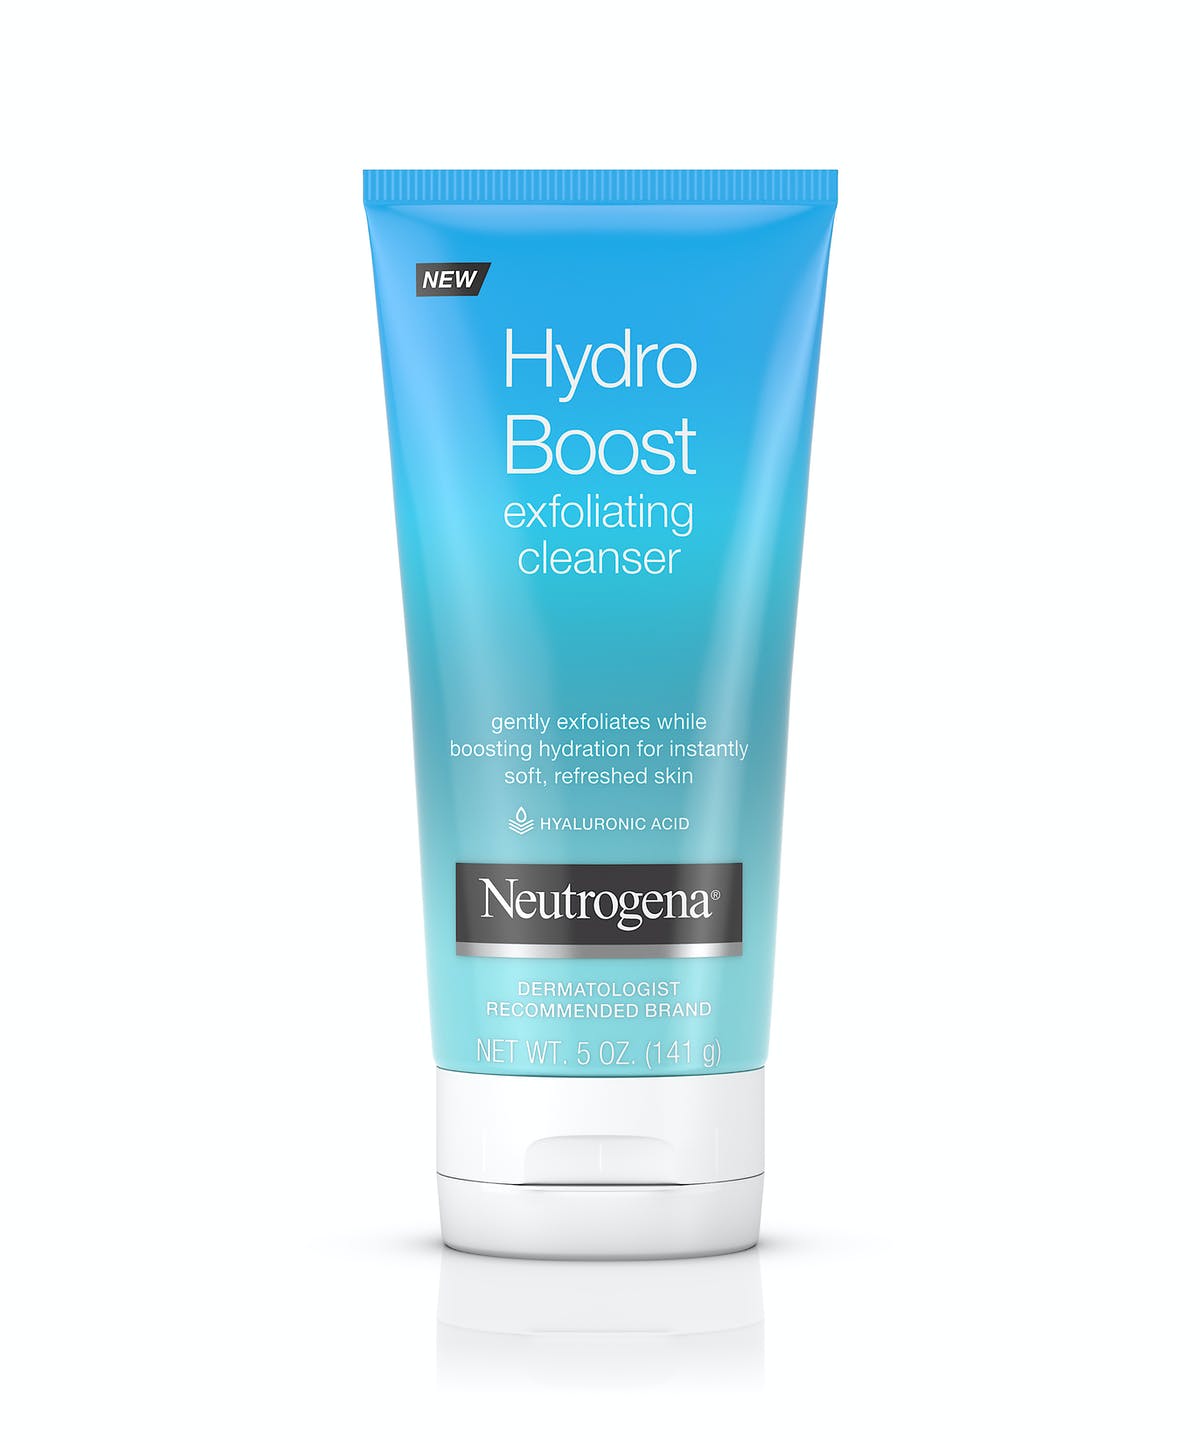 NEW
Hydro
Boost
exfoliating
cleanser
gently exfoliates while
boosting hydration for instantly
soft, refreshed skin
HYALURONIC ACID
Neutrogena®
DERMATOLOGIST
RECOMMENDED BRAND
NET WT. 5 OZ. (141 g)